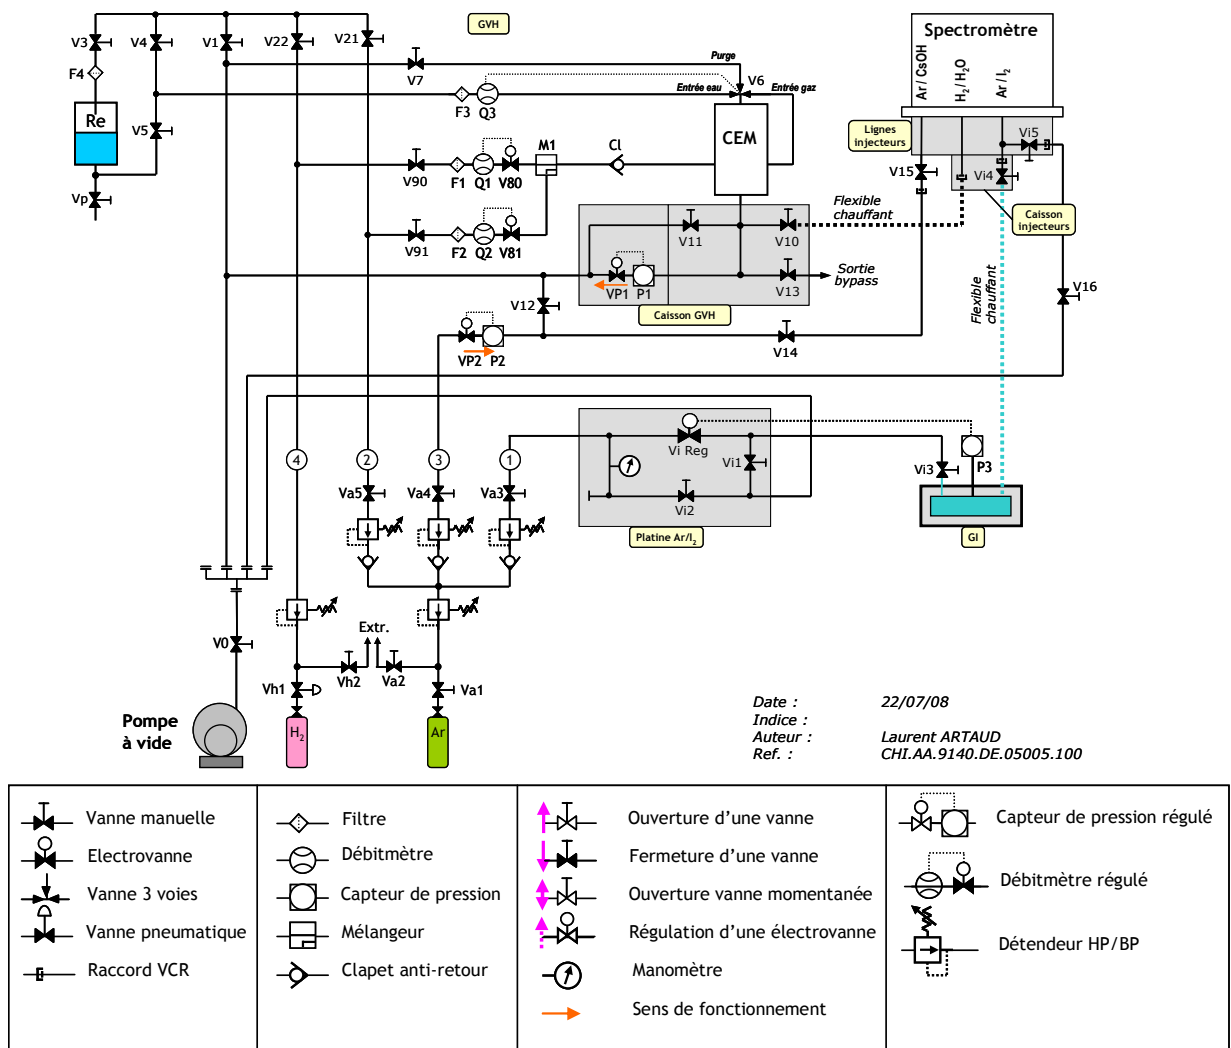 GVH
V3
V4
V1
V22
V21
F4
Re
V5
Vp
V7
Purge
V6
Entrée eau
Entrée gaz
F3
Q3
CEM
M1
Cl
V90
F1
Q1
V80
V91
F2
Q2
V81
Spectromètre
Ar/CsOH
H2/H2O
Ar/I2
Lignes
injecteurs
Vi5
V15
Vi4
Caisson
injecteurs
Flexible
chauffant
V11
V10
VP1
P1
V13
Sortie
bypass
Caisson GVH
V12
VP2
P2
V14
V16
Flexible
chauffant
4
2
3
1
Va5
Va4
Va3
Vi Reg
Vi1
Vi2
Platine Ar/I2
Vi3
P3
GI
V0
Extr.
Vh2
Va2
Vh1
Va1
Pompe
à vide
H2
Ar
Date : 22/07/08
Indice :
Auteur : Laurent ARTAUD
Ref. : CHI.AA.9140.DE.05005.100
Vanne manuelle
Electrovanne
Vanne 3 voies
Vanne pneumatique
Raccord VCR
Filtre
Débitmètre
Capteur de pression
Mélangeur
Clapet anti-retour
Ouverture d'une vanne
Fermeture d'une vanne
Ouverture vanne momentanée
Régulation d'une électrovanne
Manomètre
Sens de fonctionnement
Capteur de pression régulé
Débitmètre régulé
Détendeur HP/BP